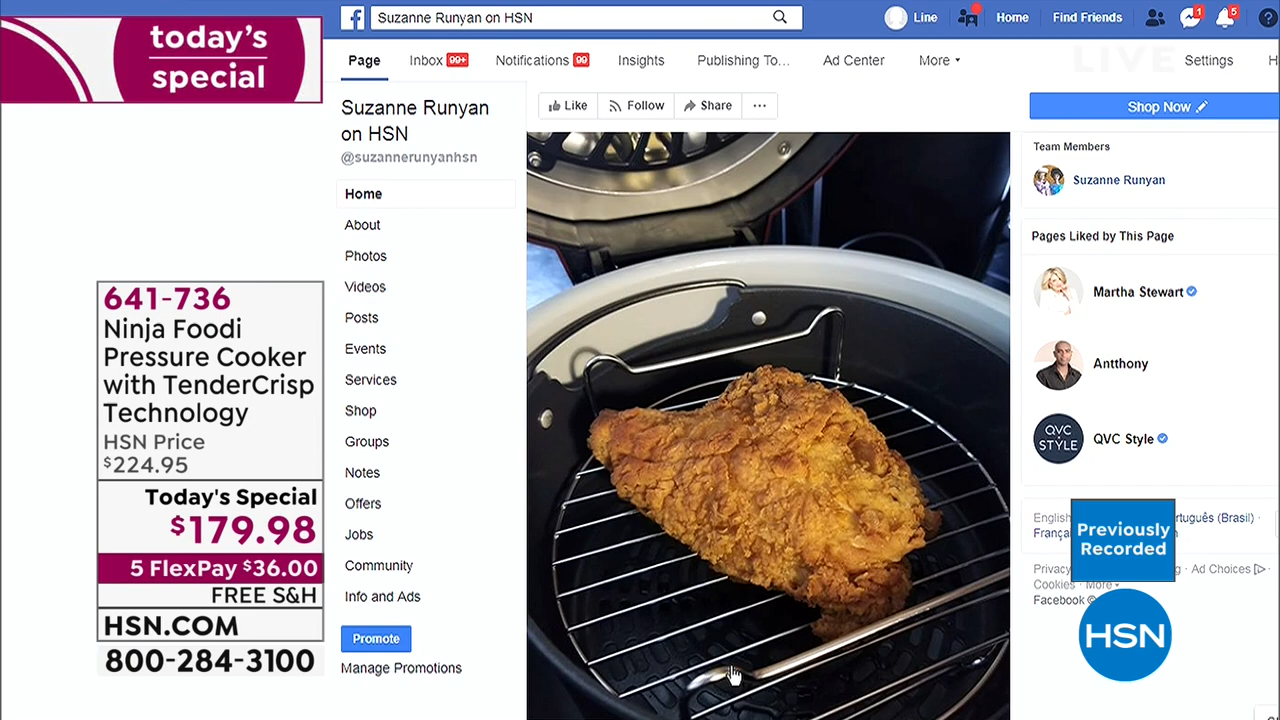 today's
special
Suzanne Runyan on HSN
Line
Home
Find Friends
1
5
?
Page
Inbox 99+
Notifications 99
Insights
Publishing To...
Ad Center
More
LIVE
Settings
H
Suzanne Runyan
on HSN
@suzannerunyanhsn
Like
Follow
Share
...
Shop Now
Home
About
Photos
Videos
Posts
Events
Services
Shop
Groups
Notes
Offers
Jobs
Community
Info and Ads
Promote
Manage Promotions
641-736
Ninja Foodi
Pressure Cooker
with TenderCrisp
Technology
HSN Price
$224.95
Today's Special
$179.98
5 FlexPay $36.00
FREE S&H
HSN.COM
800-284-3100
Team Members
Suzanne Runyan
Pages Liked by This Page
Martha Stewart
Antthony
QVC
STYLE
QVC Style
English
rtuguês (Brasil) ·
França
Privacy
g · Ad Choices
Cookies · More
Facebook ©
Previously
Recorded
HSN